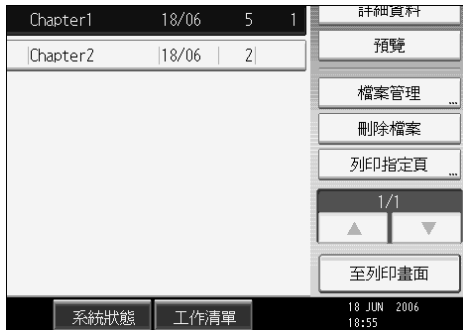 Chapter1 18/06 5 1
Chapter2 18/06 2
詳細資料
預覽
檔案管理
...
刪除檔案
列印指定頁
...
1/1
▲ ▼
至列印畫面
系統狀態 工作清單
18 JUN 2006
18:55